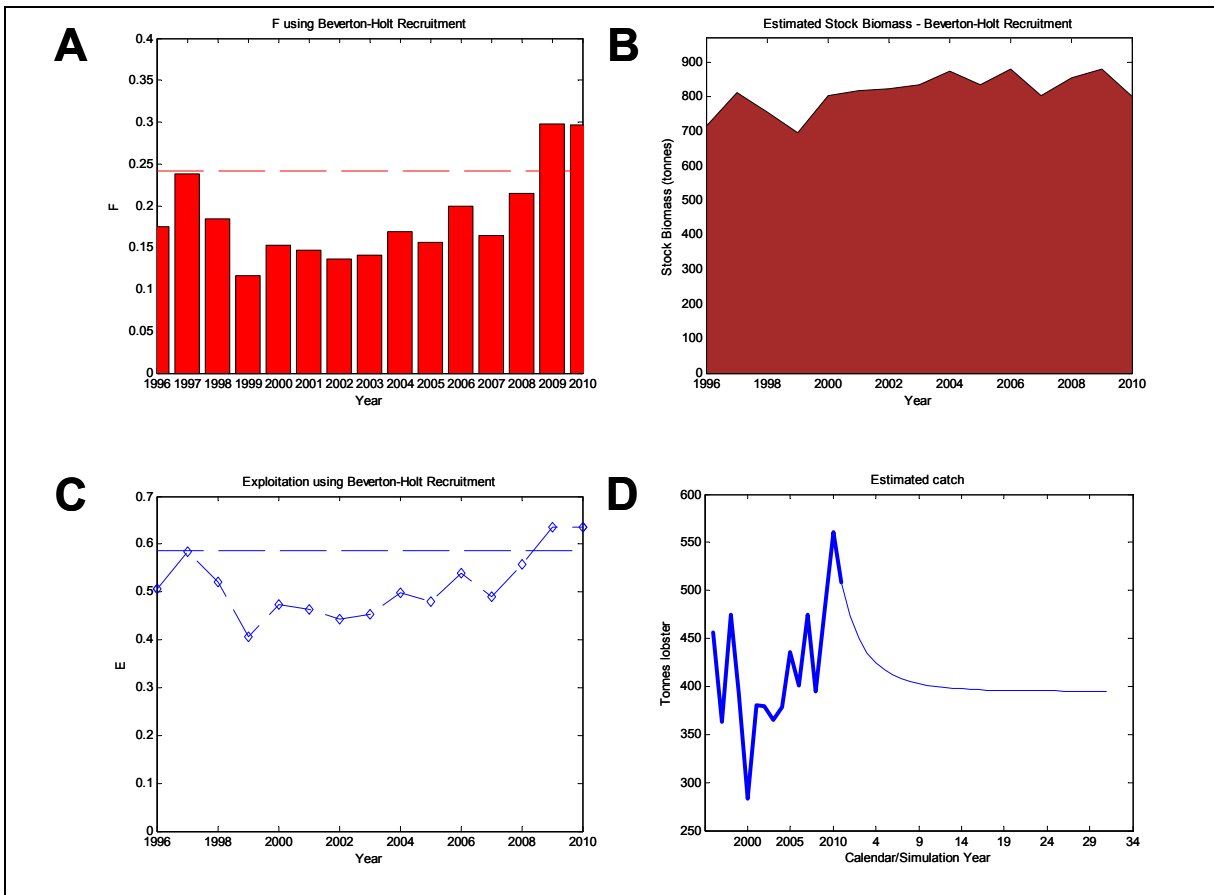 A
F using Beverton-Holt Recruitment
0.4
0.35
0.3
0.25
0.2
0.15
0.1
0.05
0
F
1996 1997 1998 1999 2000 2001 2002 2003 2004 2005 2006 2007 2008 2009 2010
Year
B
Estimated Stock Biomass - Beverton-Holt Recruitment
900
800
700
600
500
400
300
200
100
0
Stock Biomass (tonnes)
1996 1998 2000 2002 2004 2006 2008 2010
Year
C
Exploitation using Beverton-Holt Recruitment
0.7
0.6
0.5
0.4
0.3
0.2
0.1
0
E
1996 1998 2000 2002 2004 2006 2008 2010
Year
D
Estimated catch
600
550
500
450
400
350
300
250
Tonnes lobster
2000 2005 2010 4 9 14 19 24 29 34
Calendar/Simulation Year